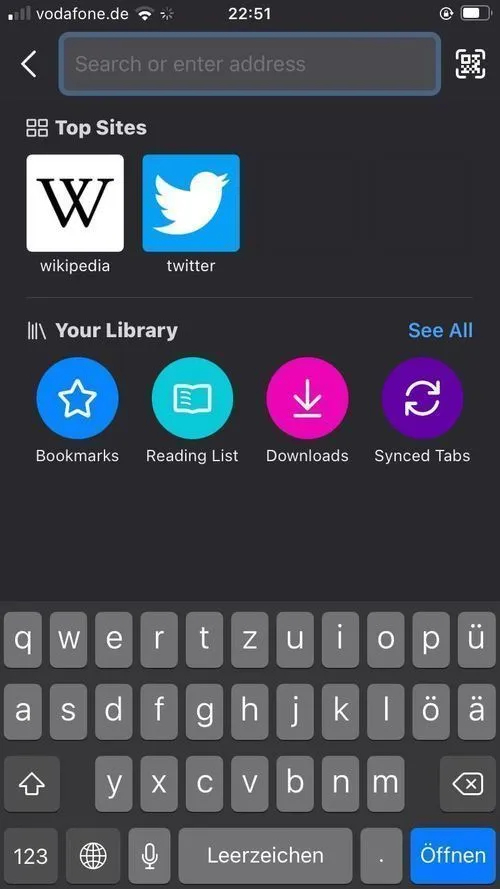 vodafone.de 22:51
Search or enter address
Top Sites
W
wikipedia twitter
Your Library See All
Bookmarks Reading List Downloads Synced Tabs
q w e r t z u i o p ü
a s d f g h j k l ö ä
y x c v b n m
123 Leerzeichen . Öffnen